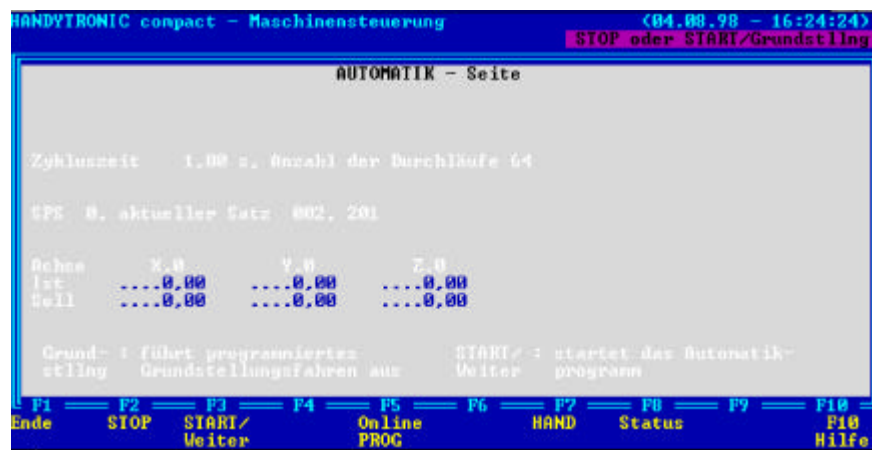 HANDYTRONIC compact - Maschinensteuerung (04.08.98 - 16:24:24)
STOP oder START/Grundstllng
AUTOMATIK - Seite
Zykluszeit 1,00 s, Anzahl der Durchläufe 64
SPS 0, aktueller Satz 002, 201
Achse X.0 Y.0 Z.0
Ist ....0,00 ....0,00 ....0,00
Soll ....0,00 ....0,00 ....0,00
Grund- : führt programmiertes START/ : startet das Automatik-
stllng Grundstellungsfahren aus Weiter programm
F1 F2 F3 F4 F5 F6 F7 F8 F9 F10
Ende STOP START/ Online HAND Status F10
Weiter PROG Hilfe